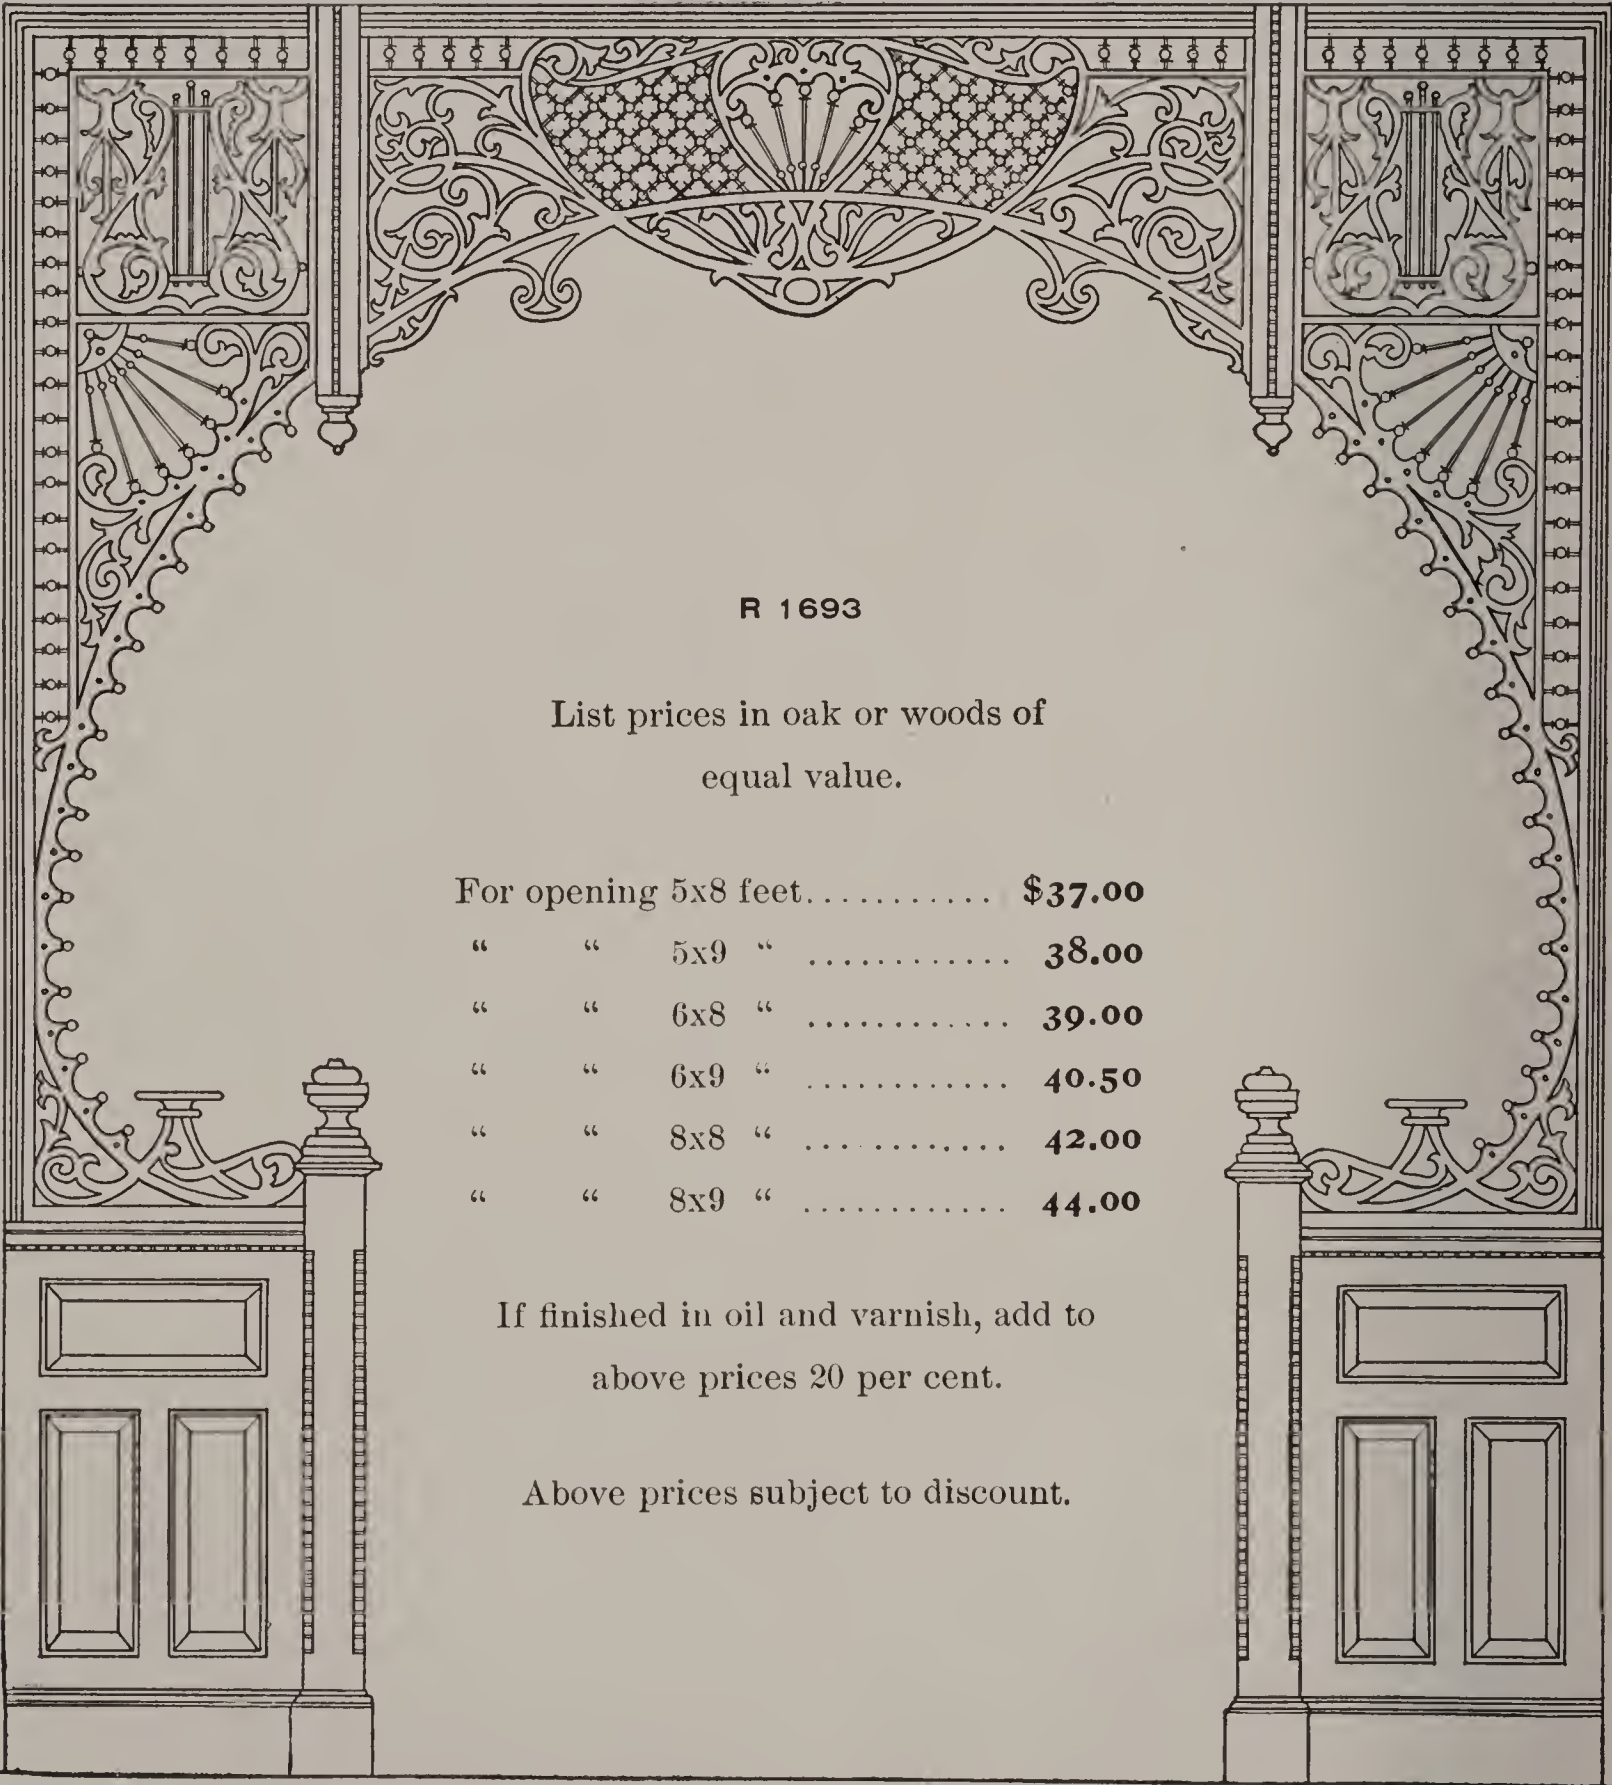 R 1693
List prices in oak or woods of
equal value.
For opening 5x8 feet........... $37.00
“ “ 5x9 “ ............ 38.00
“ “ 6x8 “ ............ 39.00
“ “ 6x9 “ ............ 40.50
“ “ 8x8 “ ............ 42.00
“ “ 8x9 “ ............ 44.00
If finished in oil and varnish, add to
above prices 20 per cent.
Above prices subject to discount.